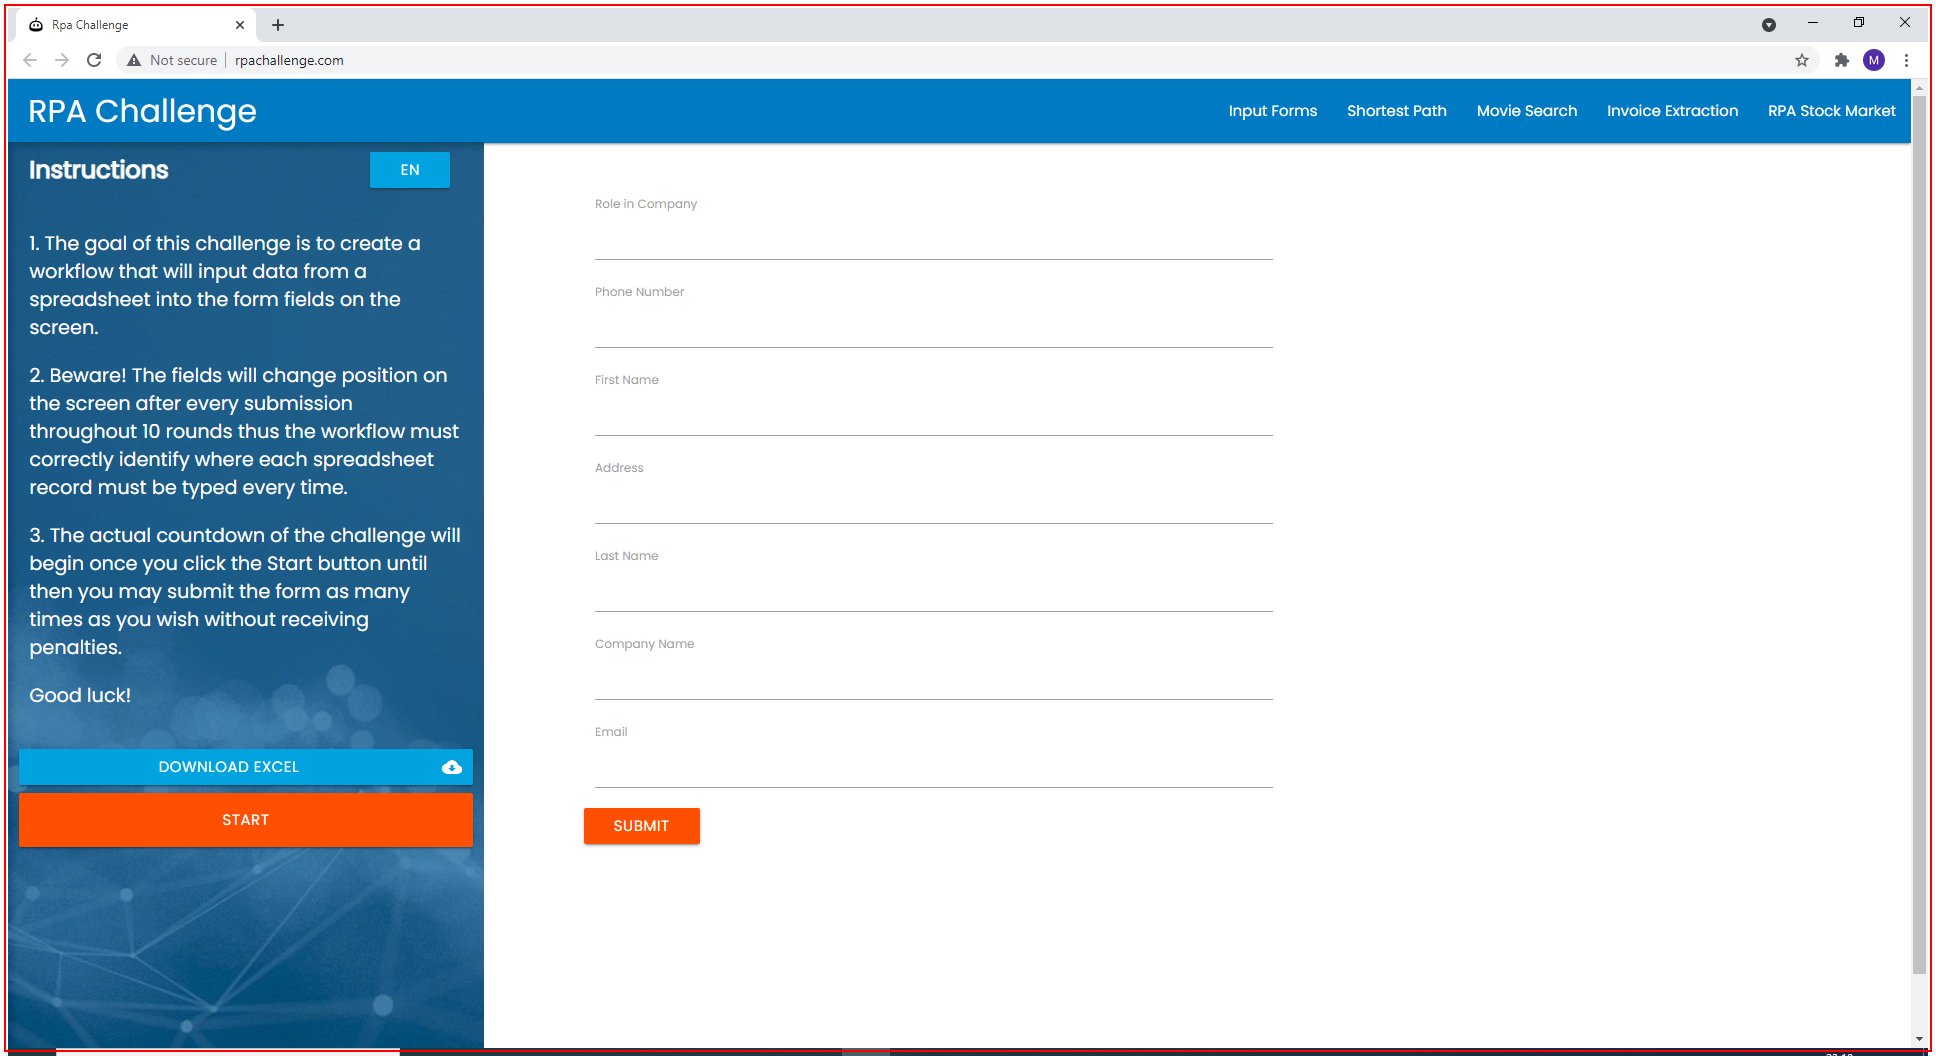 Rpa Challenge
Not secure
rpachallenge.com
M
RPA Challenge
Input Forms
Shortest Path
Movie Search
Invoice Extraction
RPA Stock Market
Instructions
EN
1. The goal of this challenge is to create a
workflow that will input data from a
spreadsheet into the form fields on the
screen.
2. Beware! The fields will change position on
the screen after every submission
throughout 10 rounds thus the workflow must
correctly identify where each spreadsheet
record must be typed every time.
3. The actual countdown of the challenge will
begin once you click the Start button until
then you may submit the form as many
times as you wish without receiving
penalties.
Good luck!
DOWNLOAD EXCEL
START
Role in Company
Phone Number
First Name
Address
Last Name
Company Name
Email
SUBMIT